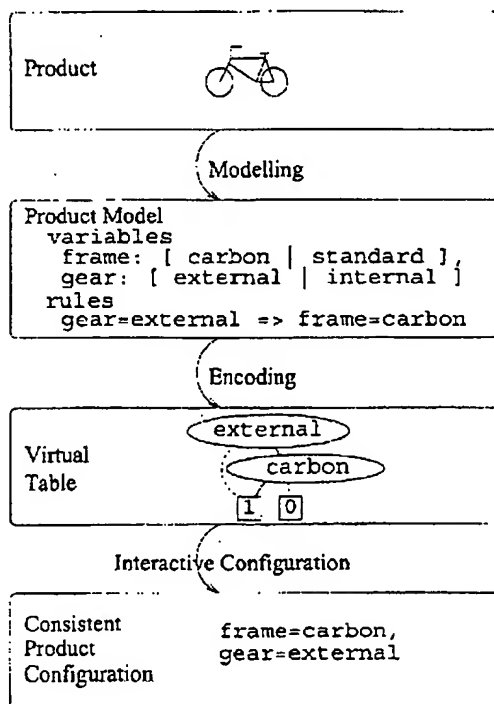 Product
Modelling
Product Model
variables
frame: [ carbon | standard ],
gear: [ external | internal ]
rules
gear=external => frame=carbon
Encoding
Virtual
Table
external
carbon
1 0
Interactive Configuration
Consistent
Product
Configuration
frame=carbon,
gear=external